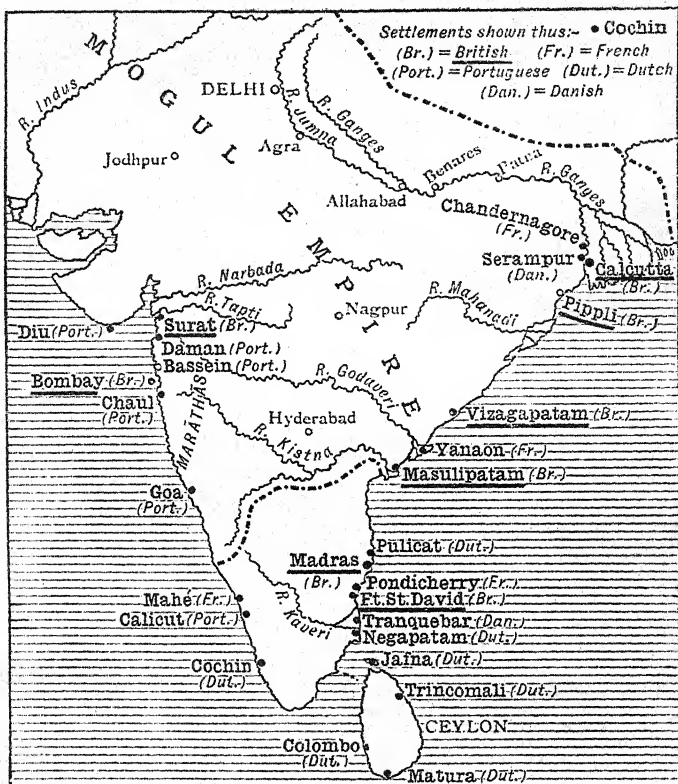 Settlements shown thus:- ● Cochin
(Br.) = British (Fr.) = French
(Port.) = Portuguese (Dut.) = Dutch
(Dan.) = Danish
MOGUL EMPIRE
R. Indus
DELHI
R. Jumna
R. Ganges
Agra
Jodhpur
Benares
Patna
R. Ganges
Allahabad
Chandernagore
(Fr.)
Serampur
(Dan.)
Calcutta
(Br.)
R. Narbada
R. Tapti
Nagpur
R. Mahanadi
Pippli (Br.)
Diu (Port.)
Surat (Br.)
Daman (Port.)
Bassein (Port.)
Bombay (Br.)
Chaul
(Port.)
MARÁTHÁS
R. Godaveri
Hyderabad
R. Kistna
Vizagapatam (Br.)
Yanaon (Fr.)
Masulipatam (Br.)
Goa
(Port.)
Pulicat (Dut.)
Madras
(Br.)
Pondicherry (Fr.)
Ft. St. David (Br.)
Mahé (Fr.)
Calicut (Port.)
R. Kaveri
Tranquebar (Dan.)
Negapatam (Dut.)
Cochin
(Dut.)
Jafna (Dut.)
Trincomali (Dut.)
CEYLON
Colombo
(Dut.)
Matura (Dut.)